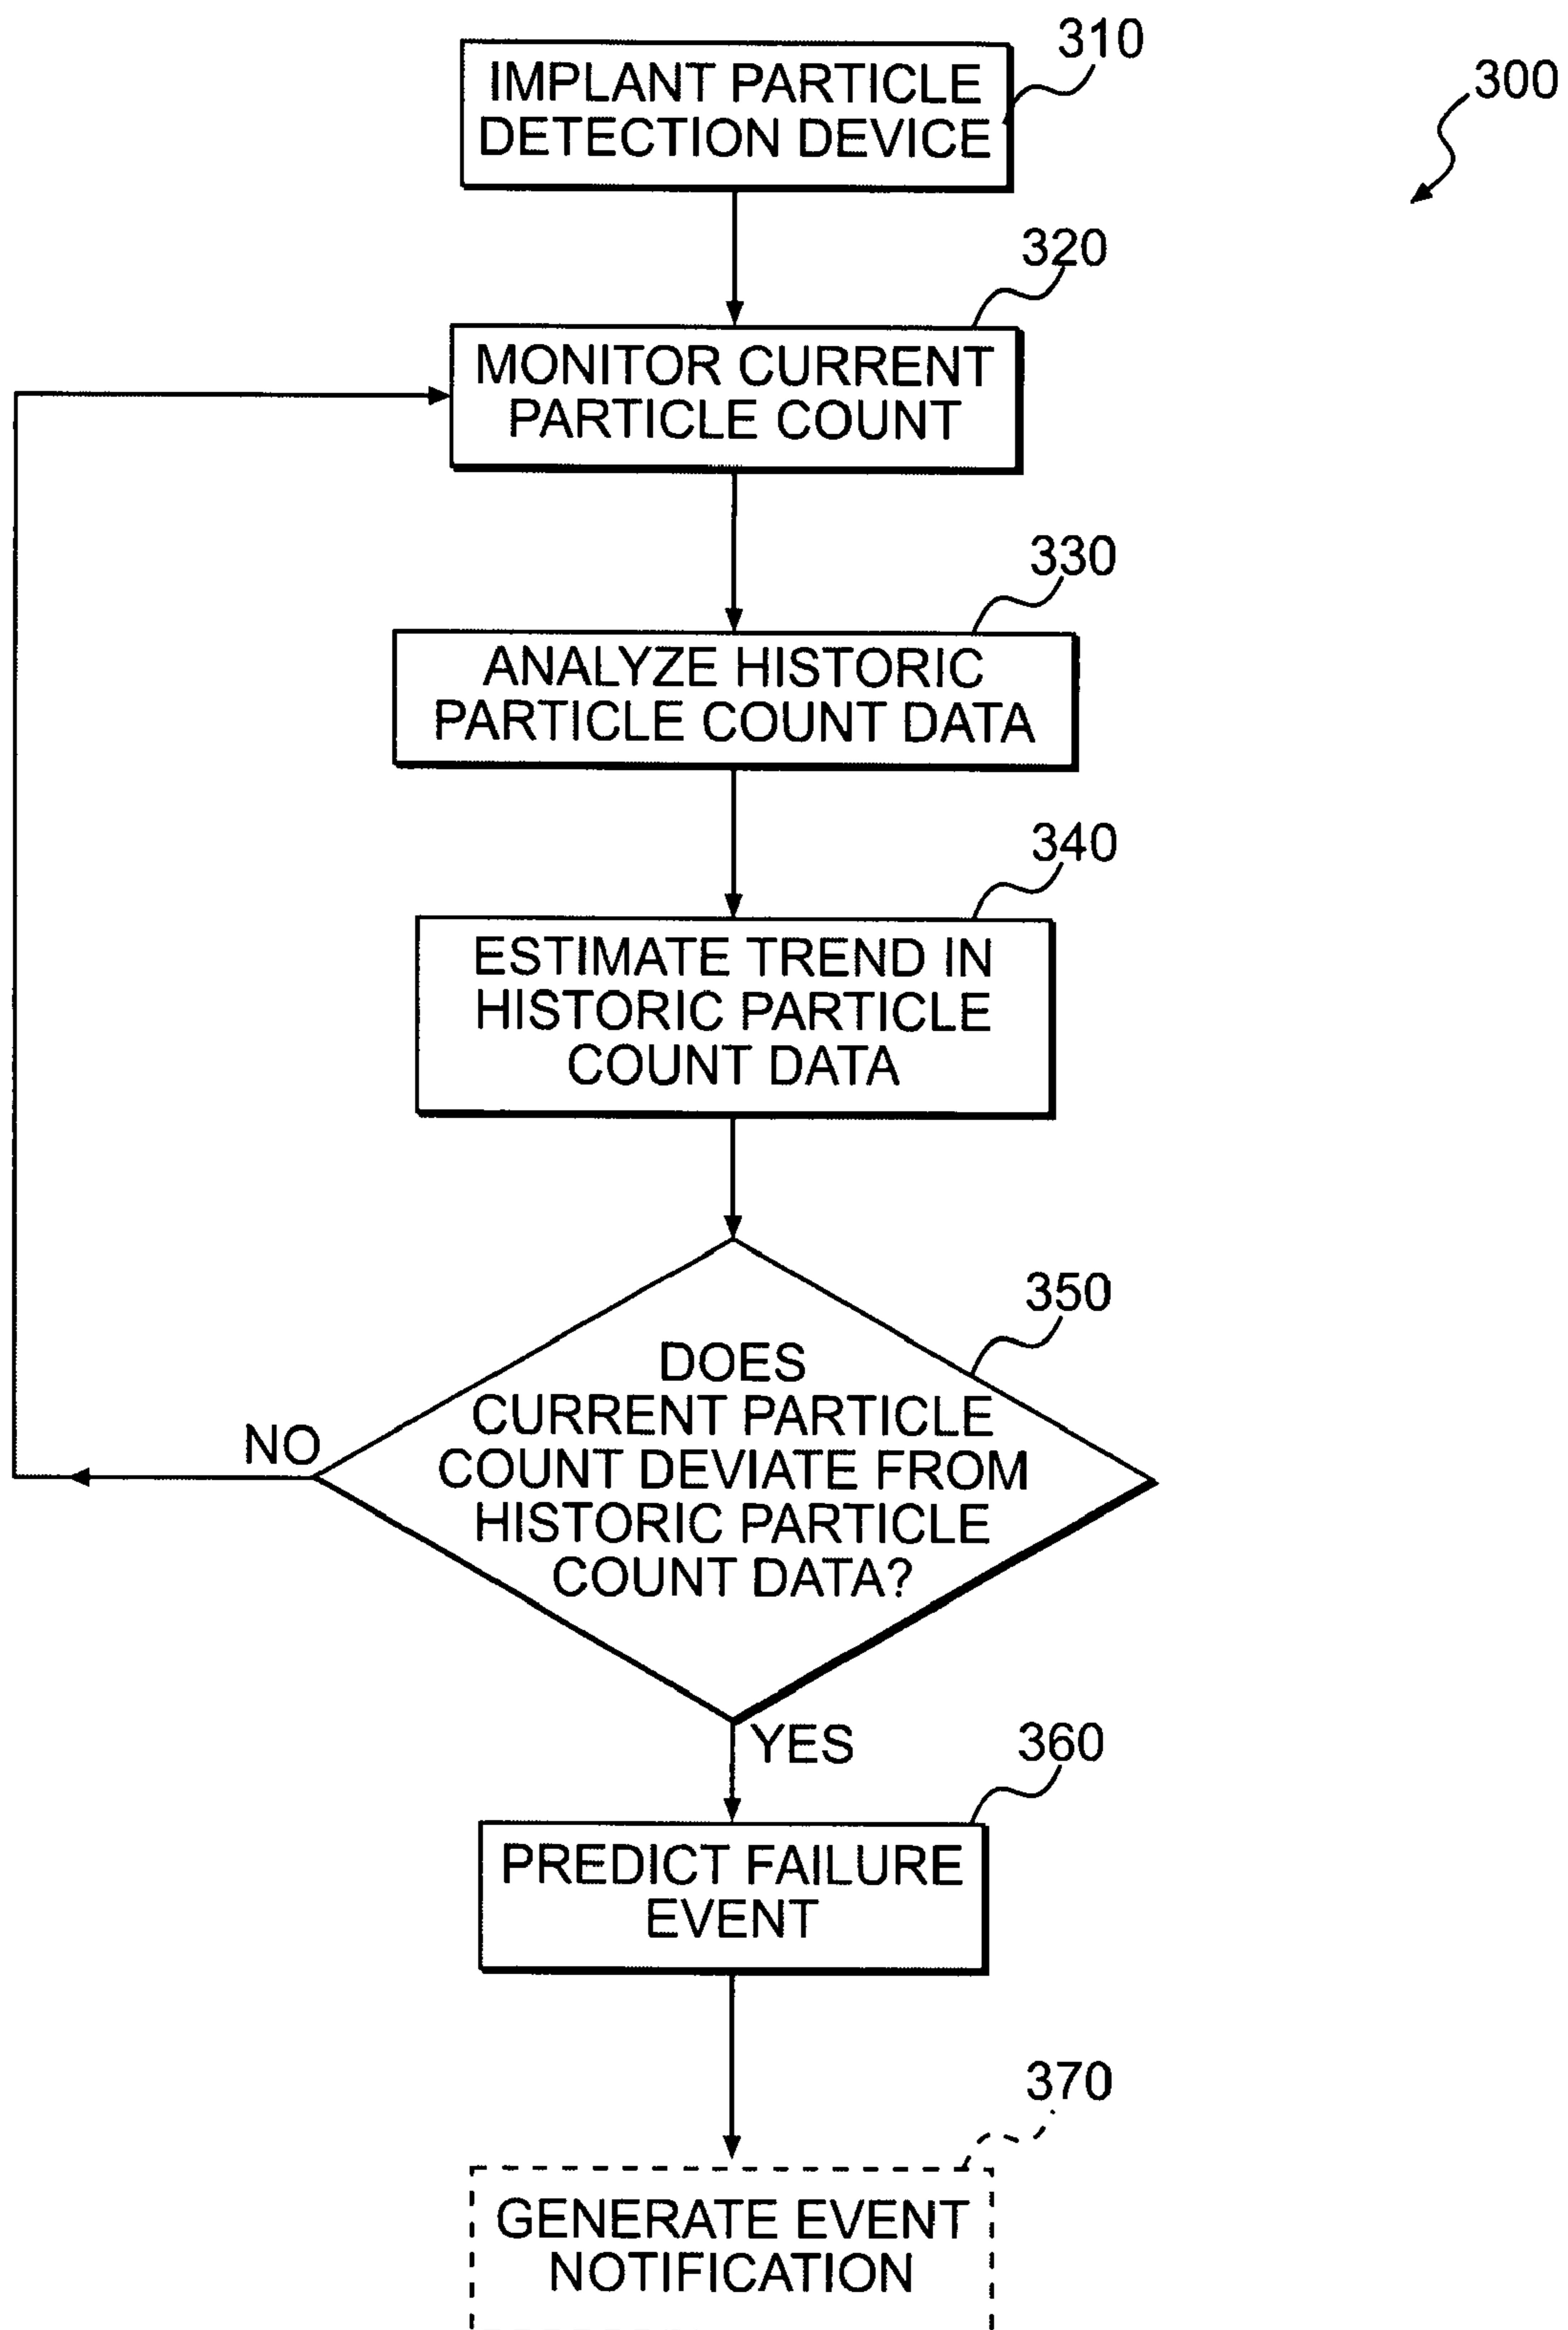 310
IMPLANT PARTICLE
DETECTION DEVICE
300
320
MONITOR CURRENT
PARTICLE COUNT
330
ANALYZE HISTORIC
PARTICLE COUNT DATA
340
ESTIMATE TREND IN
HISTORIC PARTICLE
COUNT DATA
350
DOES
CURRENT PARTICLE
COUNT DEVIATE FROM
HISTORIC PARTICLE
COUNT DATA?
NO
YES
360
PREDICT FAILURE
EVENT
370
GENERATE EVENT
NOTIFICATION